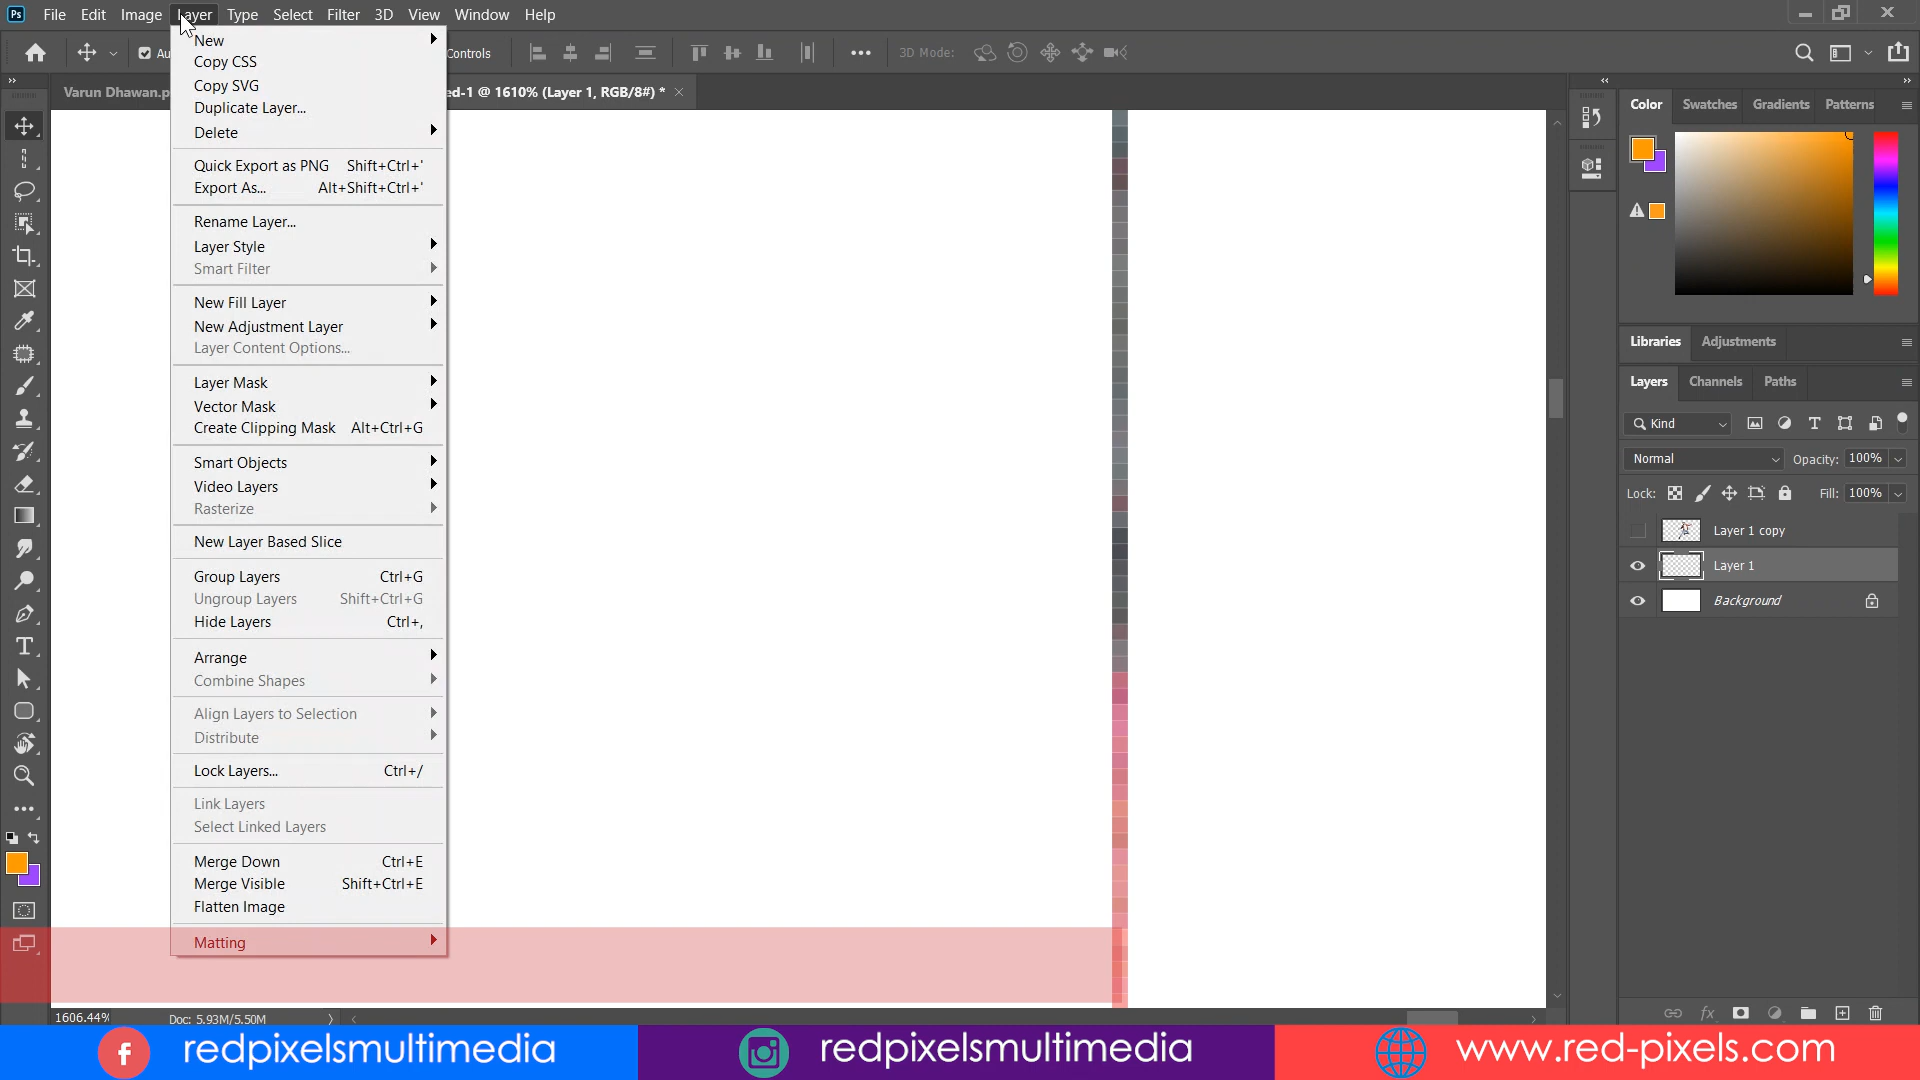 Ps File Edit Image Layer Type Select Filter 3D View Window Help
Controls
3D Mode:
Varun Dhawan.p
ed-1 @ 1610% (Layer 1, RGB/8#) *
New
Copy CSS
Copy SVG
Duplicate Layer...
Delete
Quick Export as PNG Shift+Ctrl+'
Export As... Alt+Shift+Ctrl+'
Rename Layer...
Layer Style
Smart Filter
New Fill Layer
New Adjustment Layer
Layer Content Options...
Layer Mask
Vector Mask
Create Clipping Mask Alt+Ctrl+G
Smart Objects
Video Layers
Rasterize
New Layer Based Slice
Group Layers Ctrl+G
Ungroup Layers Shift+Ctrl+G
Hide Layers Ctrl+,
Arrange
Combine Shapes
Align Layers to Selection
Distribute
Lock Layers... Ctrl+/
Link Layers
Select Linked Layers
Merge Down Ctrl+E
Merge Visible Shift+Ctrl+E
Flatten Image
Matting
Color Swatches Gradients Patterns
Libraries Adjustments
Layers Channels Paths
Kind
Normal Opacity: 100%
Lock: Fill: 100%
Layer 1 copy
Layer 1
Background
1606.44% Doc: 5.93M/5.50M
redpixelsmultimedia redpixelsmultimedia www.red-pixels.com